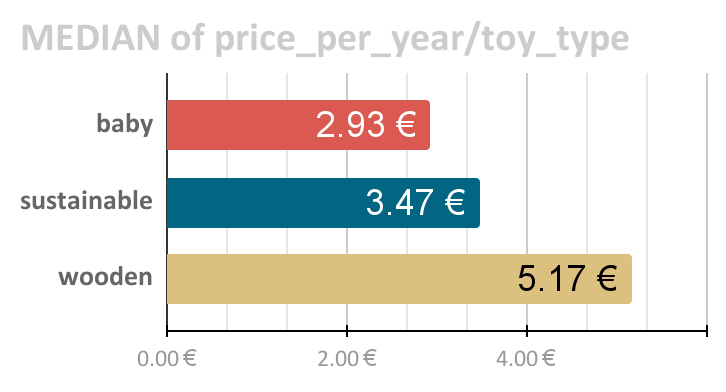 MEDIAN of price_per_year/toy_type
baby 2.93 €
sustainable 3.47 €
wooden 5.17 €
0.00 € 2.00 € 4.00 €